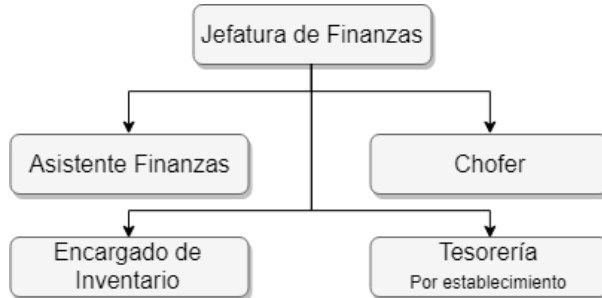 Jefatura de Finanzas
Asistente Finanzas
Chofer
Encargado de
Inventario
Tesorería
Por establecimiento